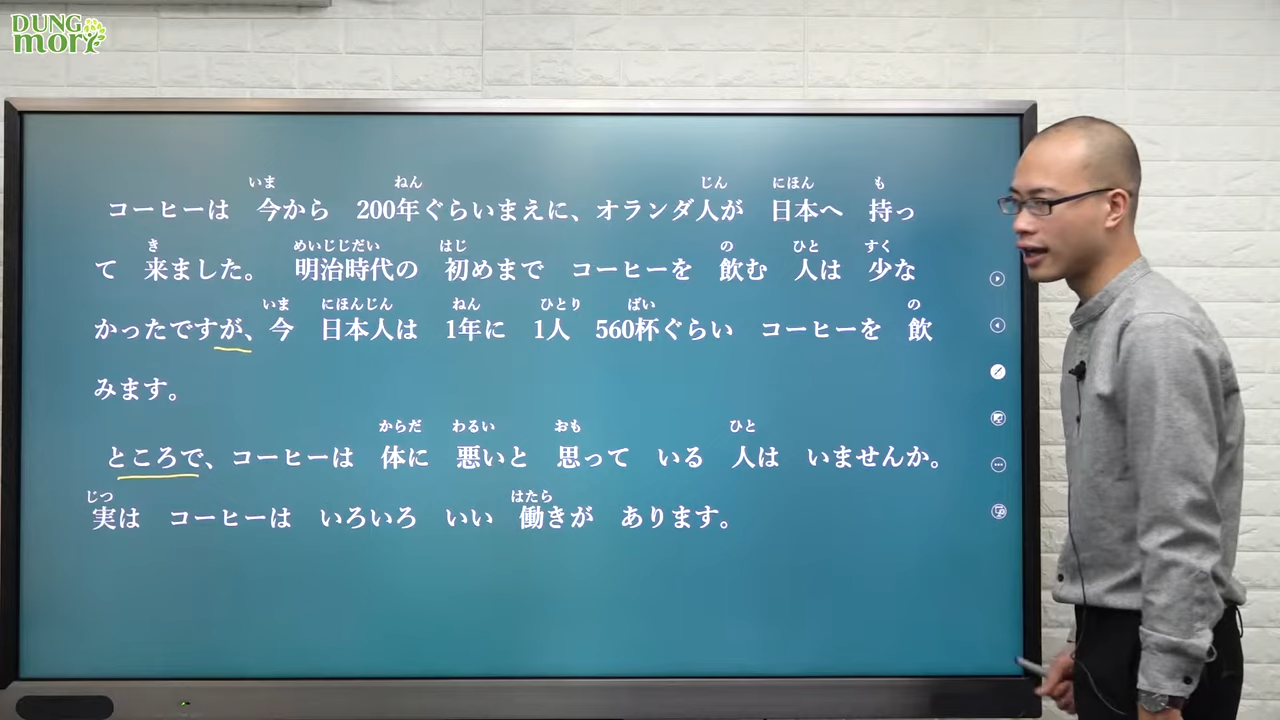 DUNG
mori
いま ねん じん にほん も
コーヒーは 今から 200年ぐらいまえに、オランダ人が 日本へ 持っ
き めいじじだい はじ の ひと すく
て 来ました。 明治時代の 初めまで コーヒーを 飲む 人は 少な
いま にほんじん ねん ひとり ばい の
かったですが、今 日本人は 1年に 1人 560杯ぐらい コーヒーを 飲
みます。
からだ わるい おも ひと
ところで、コーヒーは 体に 悪いと 思って いる 人は いませんか。
じつ はたら
実は コーヒーは いろいろ いい 働きが あります。